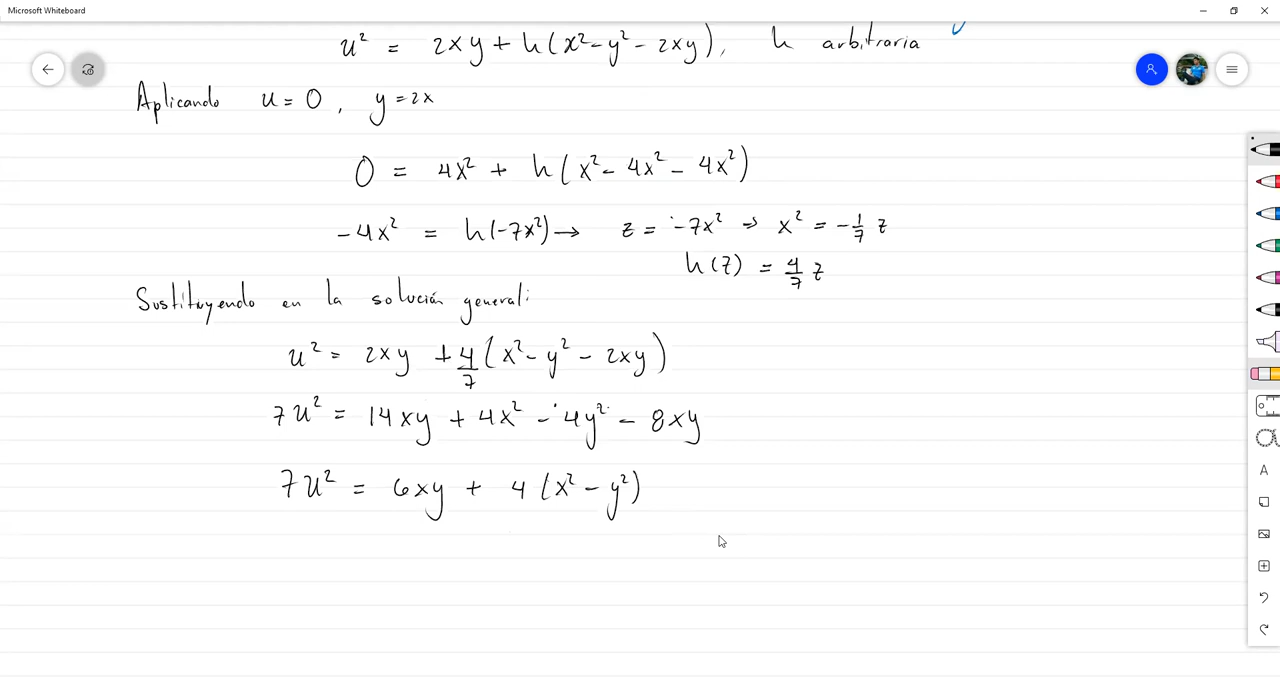 Microsoft Whiteboard
u² = 2xy + h(x² - y² - 2xy), h arbitraria
Aplicando u = 0, y = 2x
0 = 4x² + h(x² - 4x² - 4x²)
-4x² = h(-7x²) → z = -7x² ⇒ x² = -1/7 z
h(z) = 4/7 z
Sustituyendo en la solución general:
u² = 2xy + 4/7 (x² - y² - 2xy)
7u² = 14xy + 4x² - 4y² - 8xy
7u² = 6xy + 4(x² - y²)
A